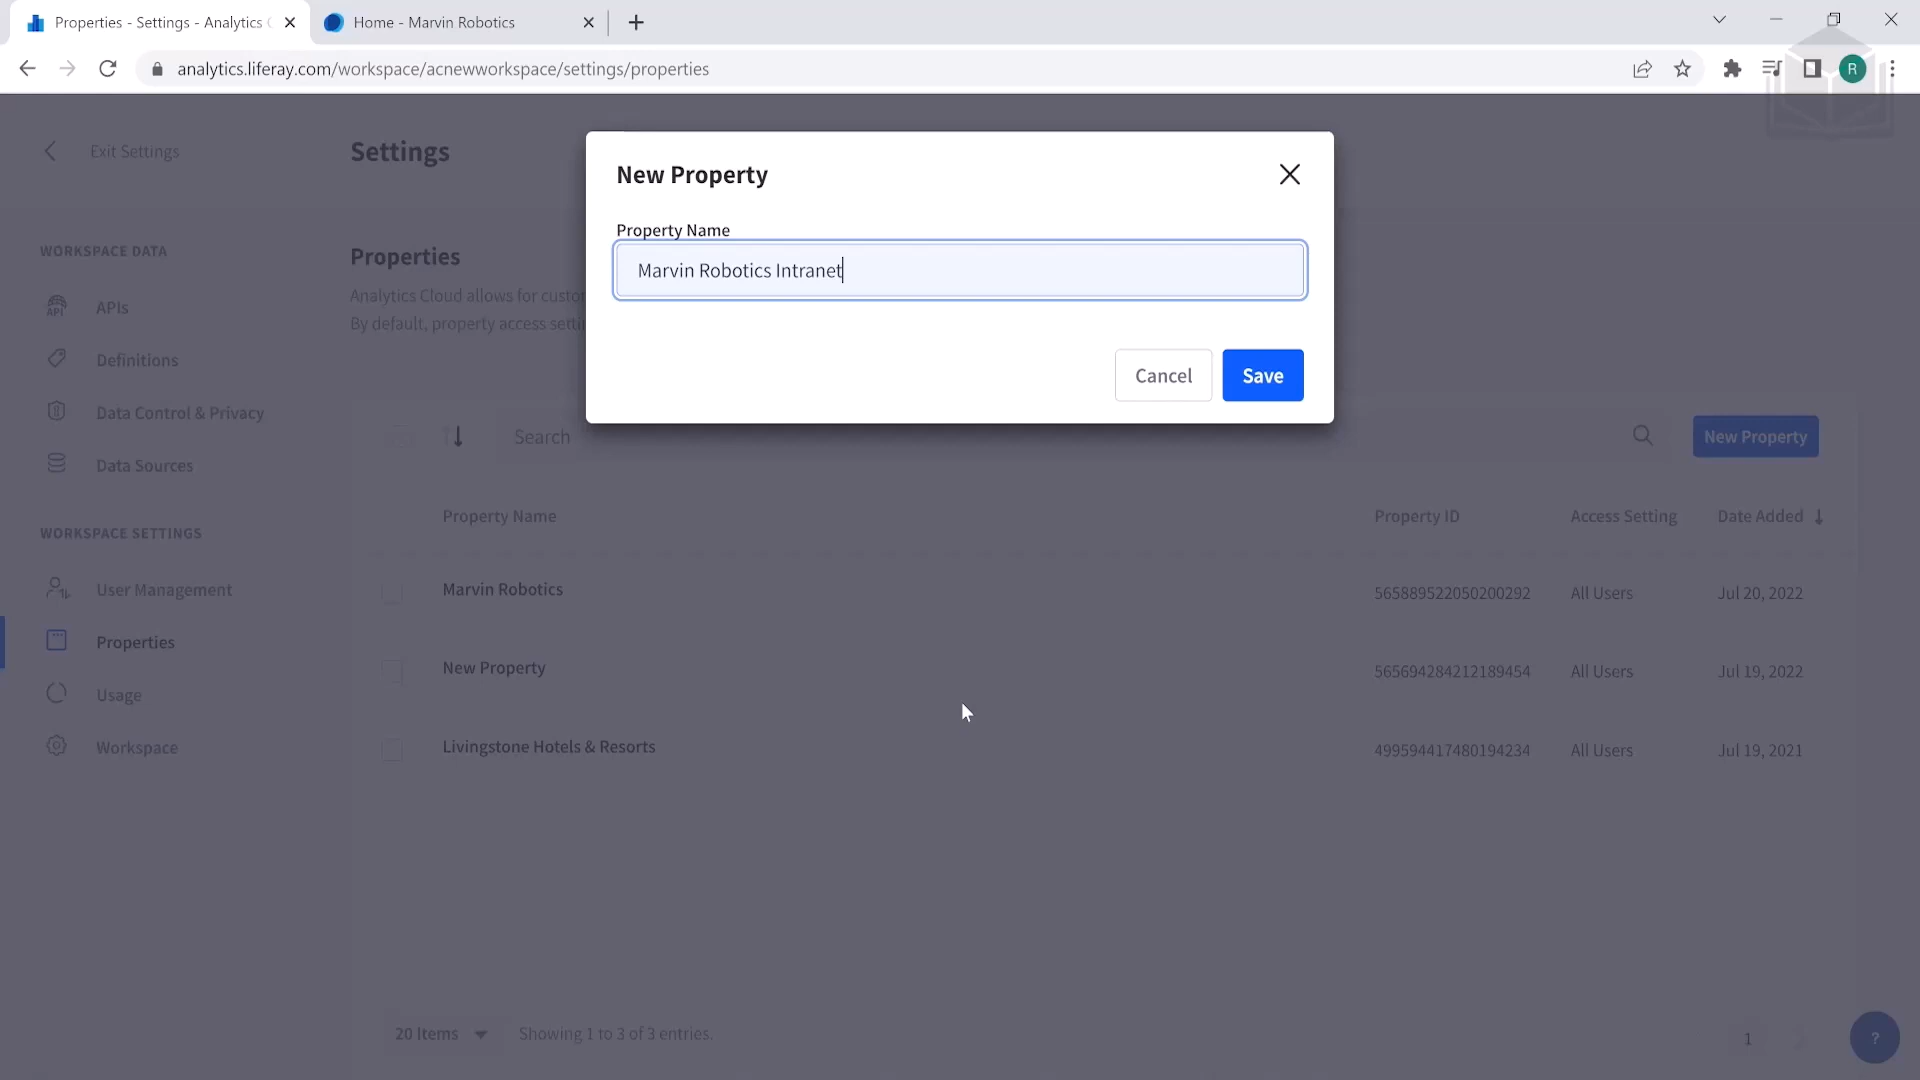 Properties - Settings - Analytics C
Home - Marvin Robotics
analytics.liferay.com/workspace/acnewworkspace/settings/properties
R
Exit Settings
Settings
New Property
Property Name
Marvin Robotics Intranet
Cancel
Save
WORKSPACE DATA
API
APIs
Definitions
Data Control & Privacy
Data Sources
WORKSPACE SETTINGS
User Management
Properties
Usage
Workspace
Properties
Analytics Cloud allows for custo
By default, property access setti
Search
New Property
Property Name
Property ID
Access Setting
Date Added
Marvin Robotics
565889522050200292
All Users
Jul 20, 2022
New Property
565694284212189454
All Users
Jul 19, 2022
Livingstone Hotels & Resorts
499594417480194234
All Users
Jul 19, 2021
20 Items
Showing 1 to 3 of 3 entries.
1
?